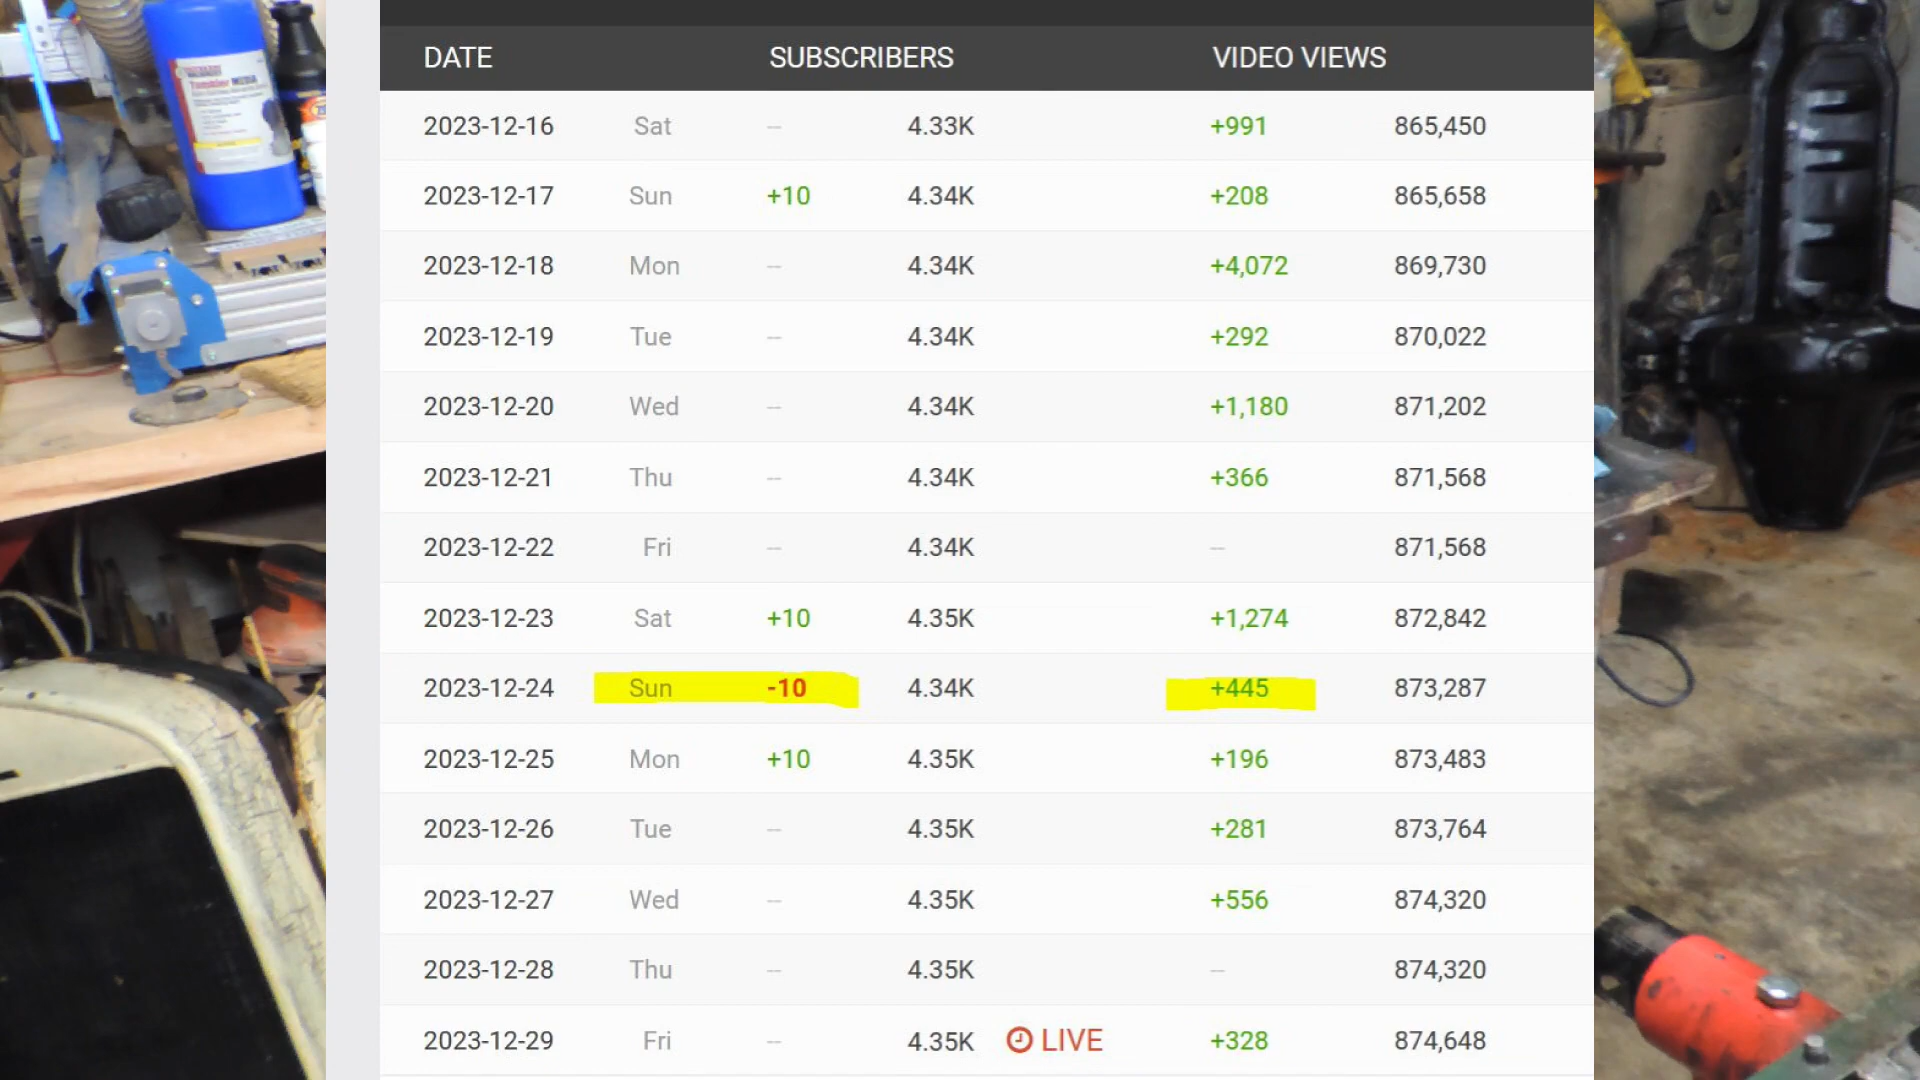 DATE SUBSCRIBERS VIDEO VIEWS
2023-12-16 Sat -- 4.33K +991 865,450
2023-12-17 Sun +10 4.34K +208 865,658
2023-12-18 Mon -- 4.34K +4,072 869,730
2023-12-19 Tue -- 4.34K +292 870,022
2023-12-20 Wed -- 4.34K +1,180 871,202
2023-12-21 Thu -- 4.34K +366 871,568
2023-12-22 Fri -- 4.34K -- 871,568
2023-12-23 Sat +10 4.35K +1,274 872,842
2023-12-24 Sun -10 4.34K +445 873,287
2023-12-25 Mon +10 4.35K +196 873,483
2023-12-26 Tue -- 4.35K +281 873,764
2023-12-27 Wed -- 4.35K +556 874,320
2023-12-28 Thu -- 4.35K -- 874,320
2023-12-29 Fri -- 4.35K LIVE +328 874,648